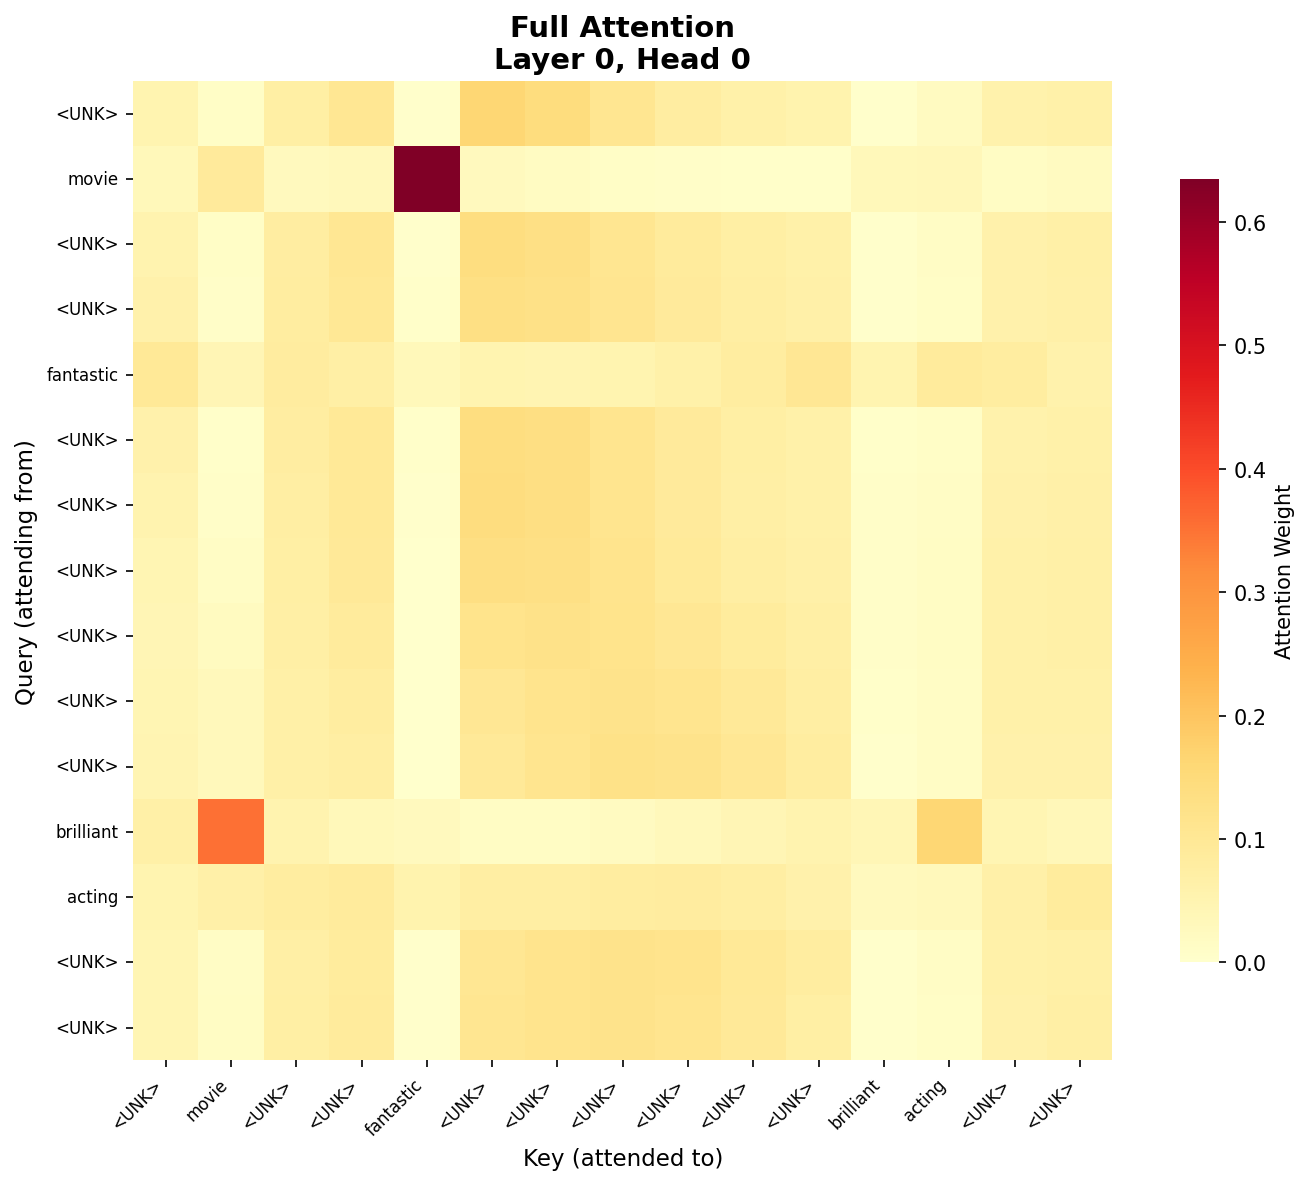 Full Attention
Layer 0, Head 0
Query (attending from)
<UNK>
movie
<UNK>
<UNK>
fantastic
<UNK>
<UNK>
<UNK>
<UNK>
<UNK>
<UNK>
brilliant
acting
<UNK>
<UNK>
<UNK>
movie
<UNK>
<UNK>
fantastic
<UNK>
<UNK>
<UNK>
<UNK>
<UNK>
<UNK>
brilliant
acting
<UNK>
<UNK>
Key (attended to)
0.6
0.5
0.4
0.3
0.2
0.1
0.0
Attention Weight